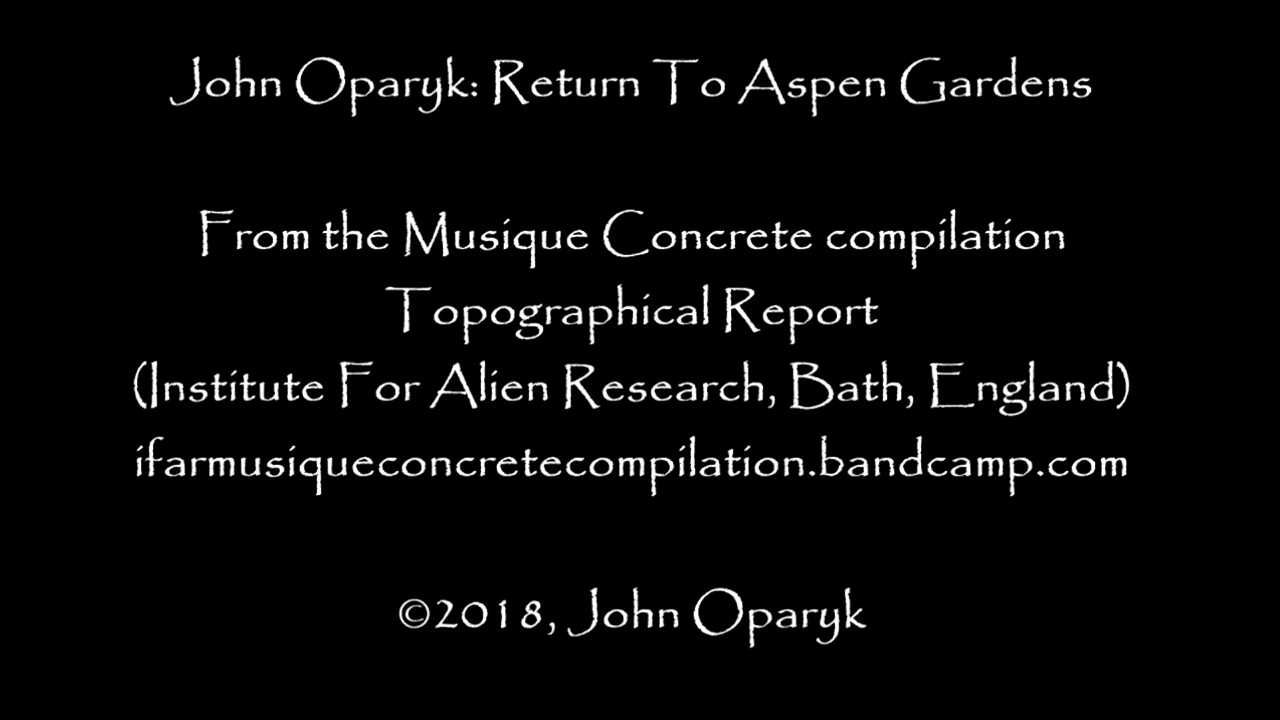 John Oparyk: Return To Aspen Gardens
From the Musique Concrete compilation
Topographical Report
(Institute For Alien Research, Bath, England)
ifarmusiqueconcretecompilation.bandcamp.com
©2018, John Oparyk